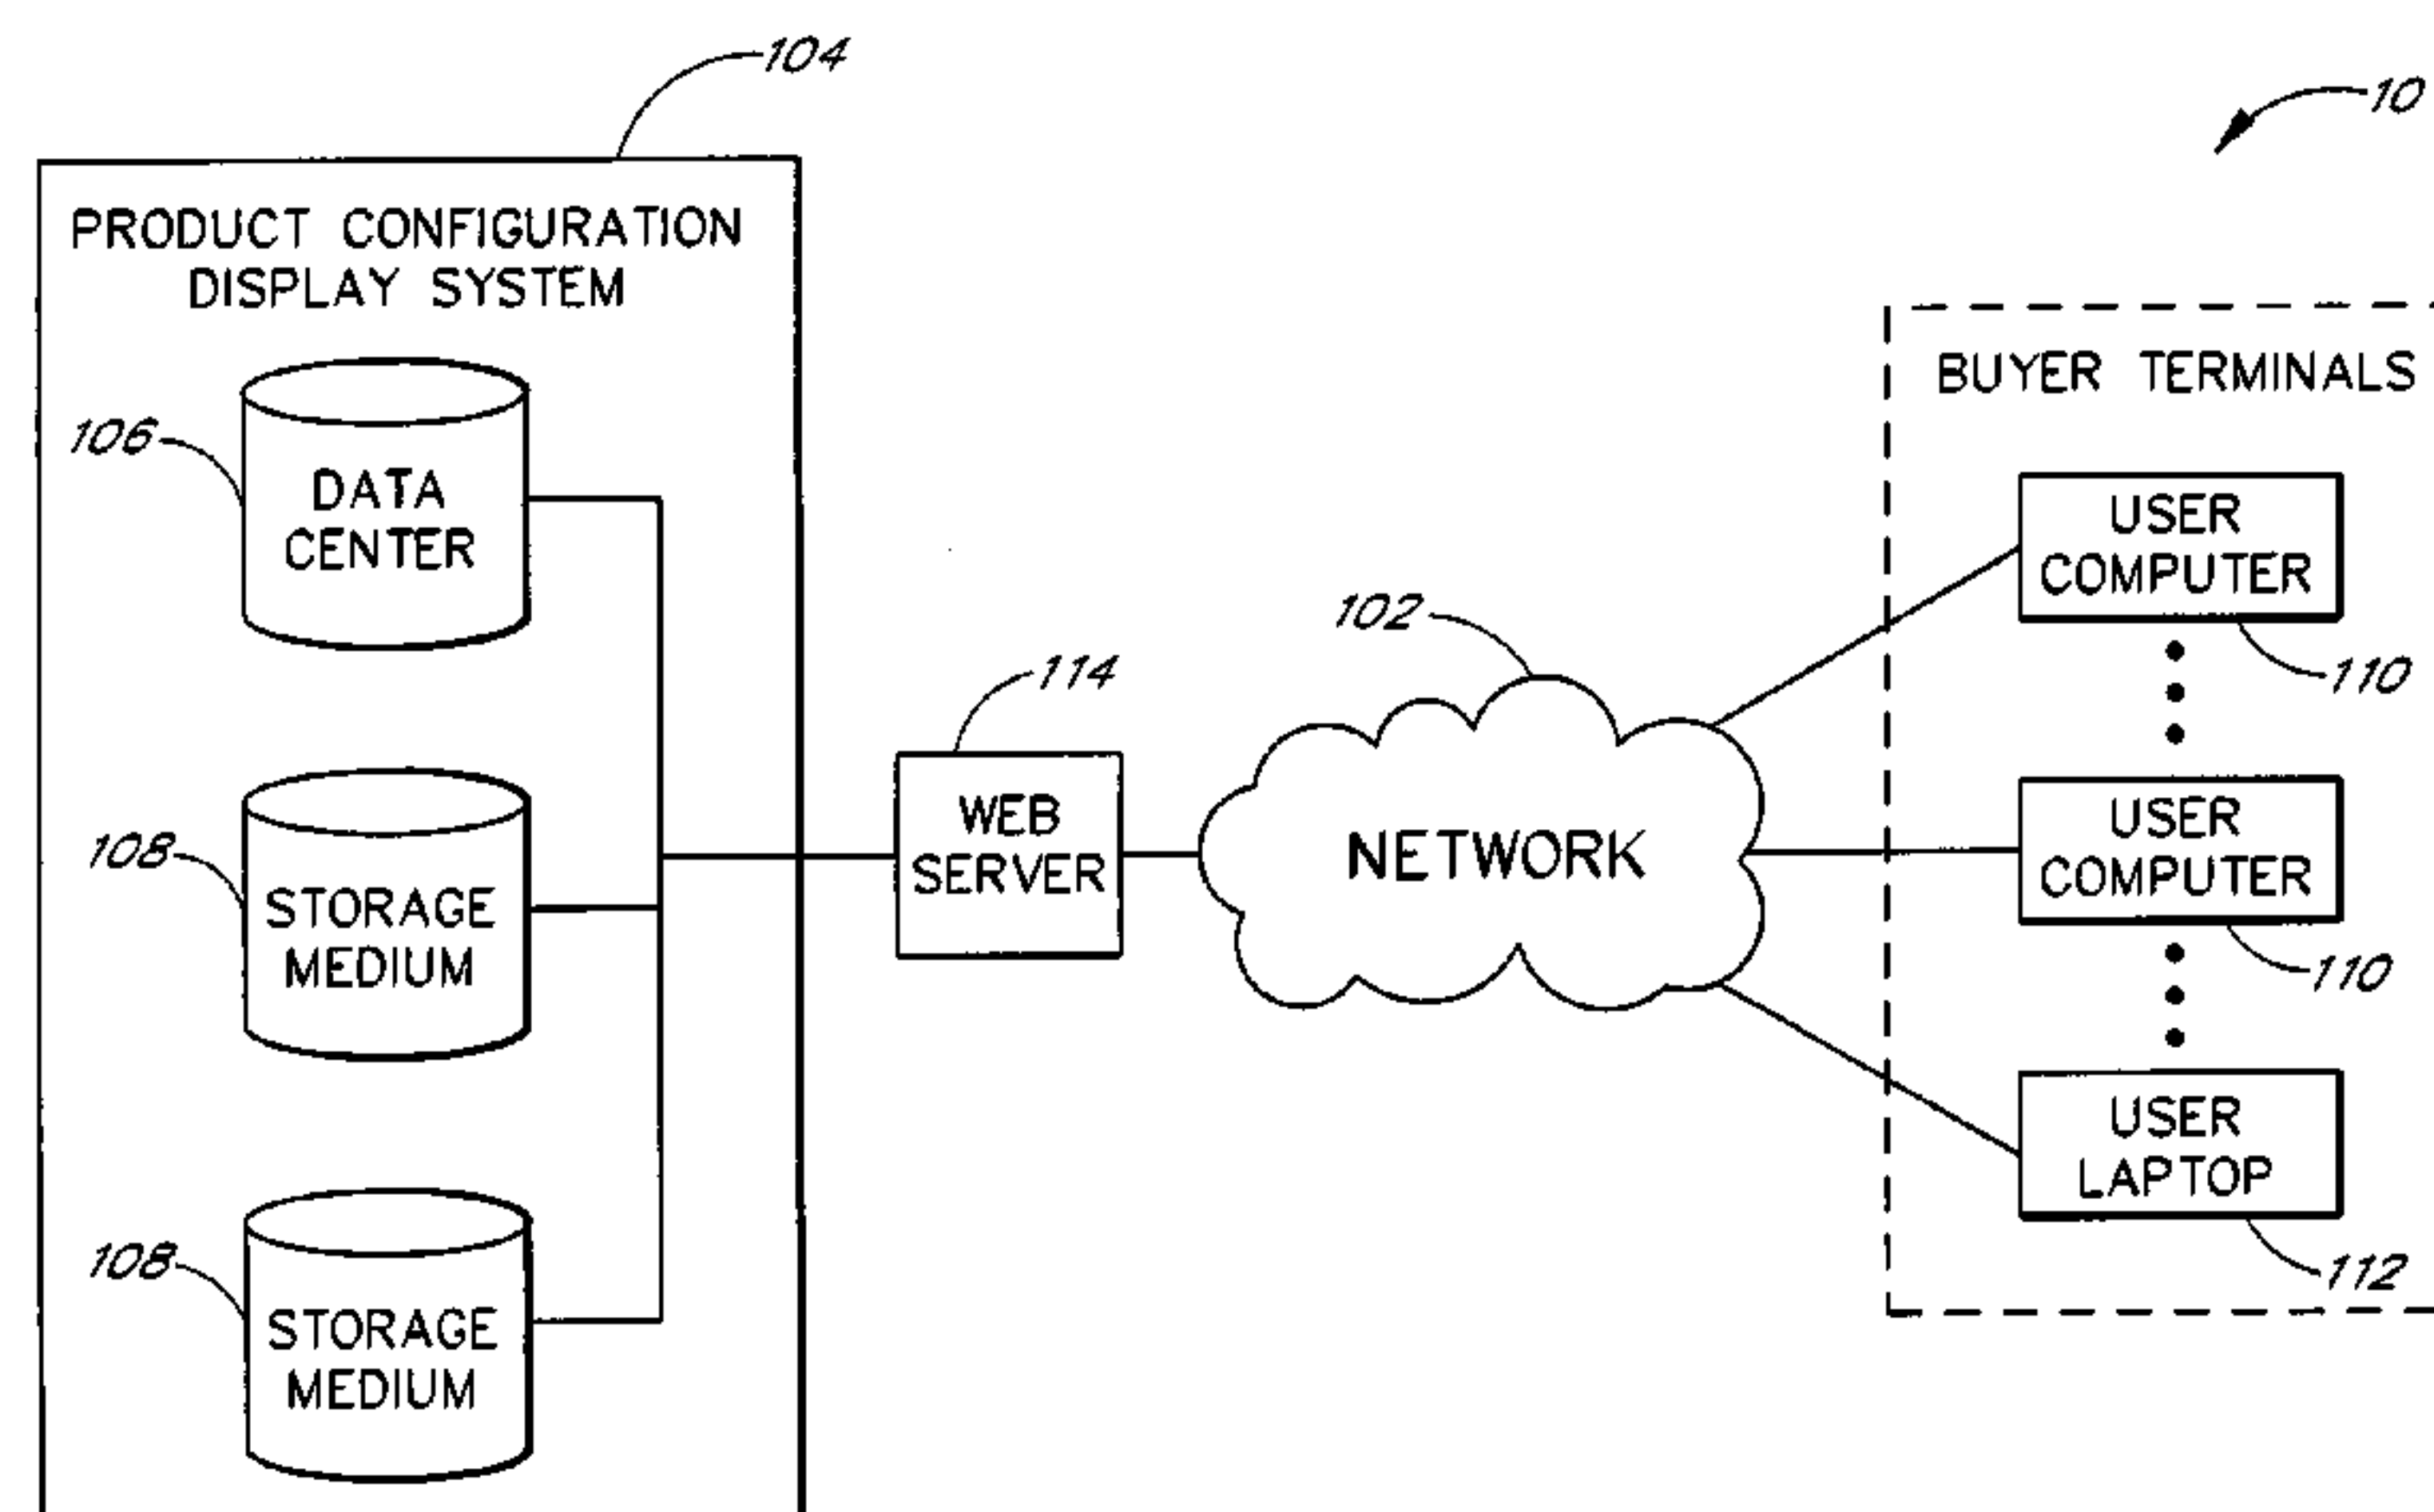 104
10
PRODUCT CONFIGURATION
DISPLAY SYSTEM
106
DATA
CENTER
108
STORAGE
MEDIUM
108
STORAGE
MEDIUM
114
WEB
SERVER
102
NETWORK
BUYER TERMINALS
USER
COMPUTER
110
USER
COMPUTER
110
USER
LAPTOP
112